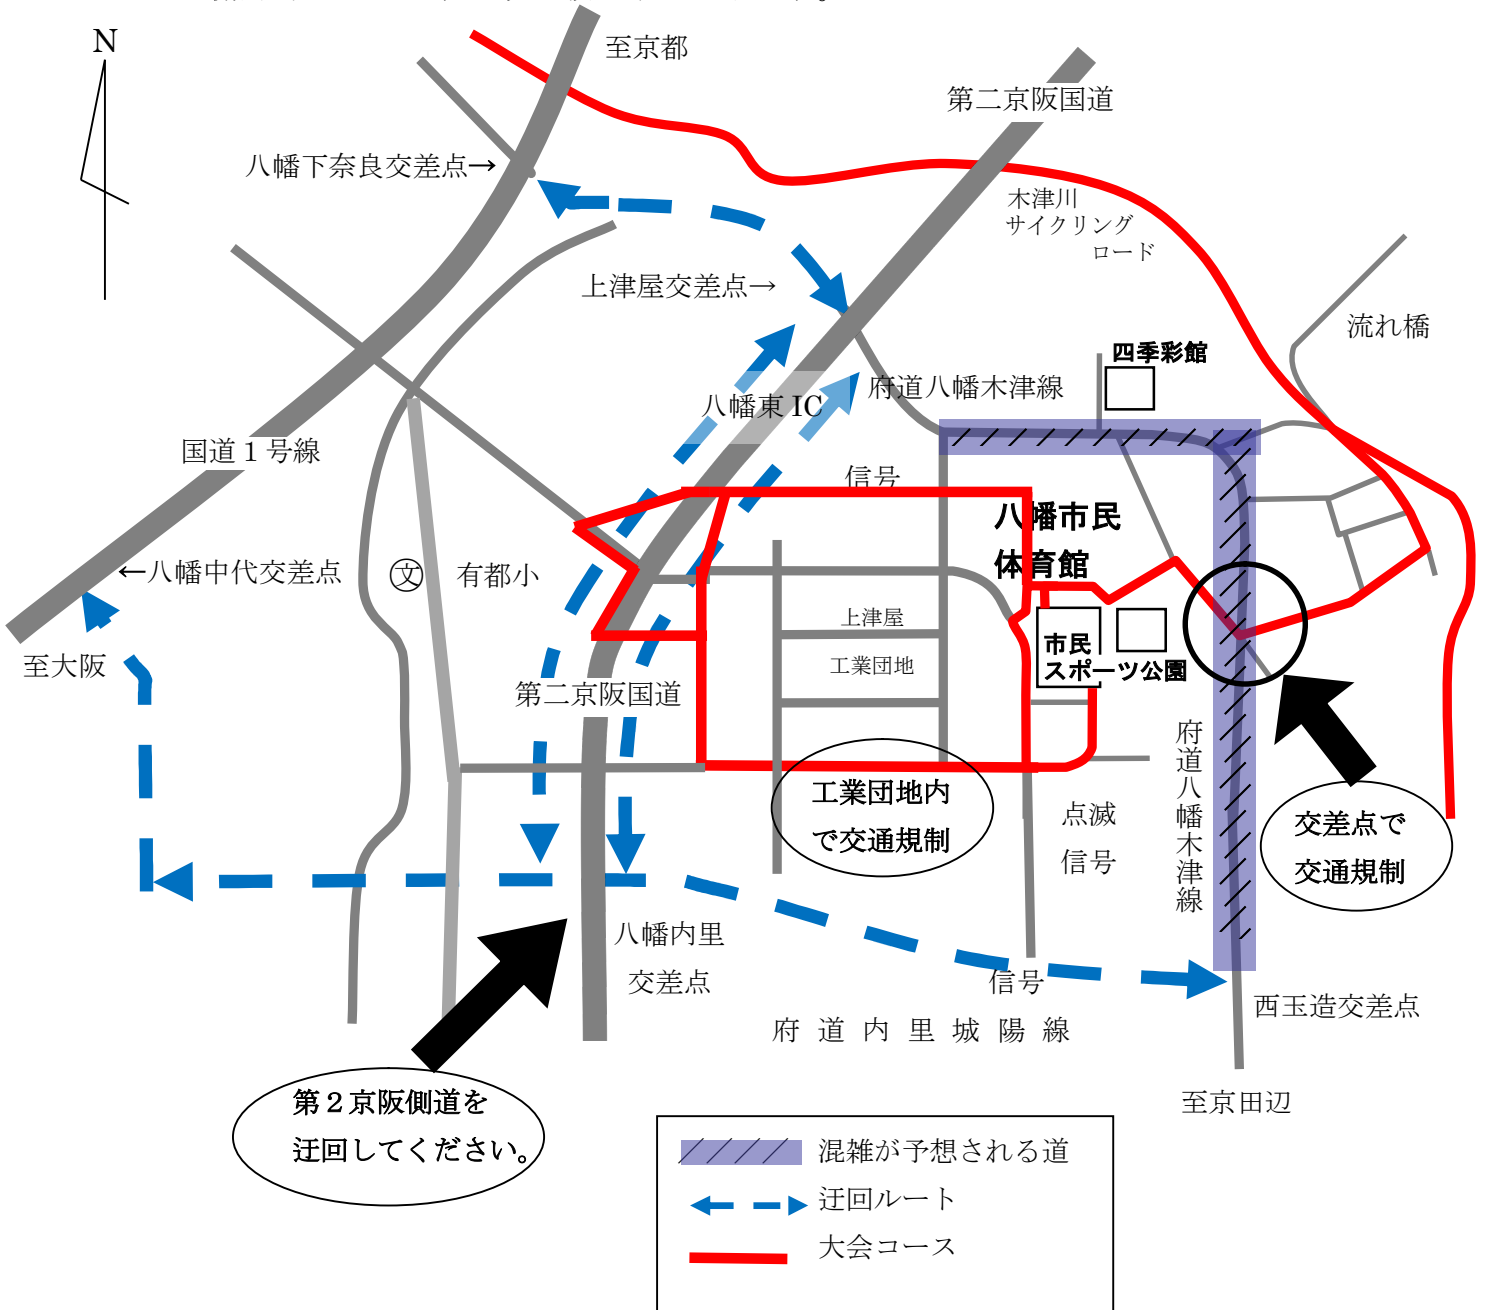 N
至京都
第二京阪国道
八幡下奈良交差点→
木津川
サイクリング
ロード
上津屋交差点→
流れ橋
四季彩館
府道八幡木津線
八幡東 IC
国道１号線
信号
八幡市民
体育館
←八幡中代交差点
文
有都小
上津屋
工業団地
市民
スポーツ公園
至大阪
第二京阪国道
府道八幡木津線
工業団地内
で交通規制
点滅
信号
交差点で
交通規制
八幡内里
交差点
信号
西玉造交差点
府道内里城陽線
至京田辺
第２京阪側道を
迂回してください。
混雑が予想される道
迂回ルート
大会コース